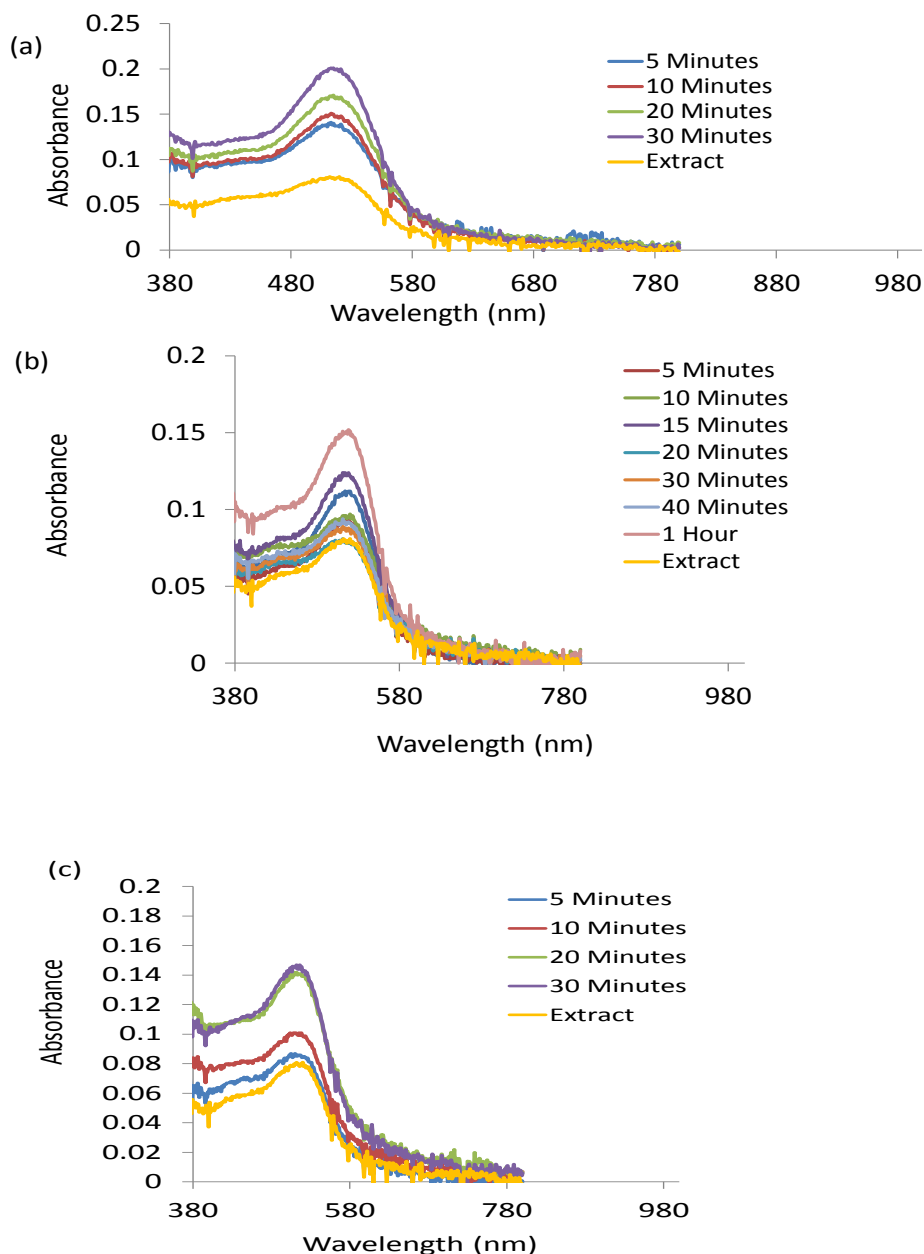 (a)
0.25
0.2
0.15
0.1
0.05
0
Absorbance
380 480 580 680 780 880 980
Wavelength (nm)
5 Minutes
10 Minutes
20 Minutes
30 Minutes
Extract
(b)
0.2
0.15
0.1
0.05
0
Absorbance
380 580 780 980
Wavelength (nm)
5 Minutes
10 Minutes
15 Minutes
20 Minutes
30 Minutes
40 Minutes
1 Hour
Extract
(c)
0.2
0.18
0.16
0.14
0.12
0.1
0.08
0.06
0.04
0.02
0
Absorbance
380 580 780 980
Wavelength (nm)
5 Minutes
10 Minutes
20 Minutes
30 Minutes
Extract